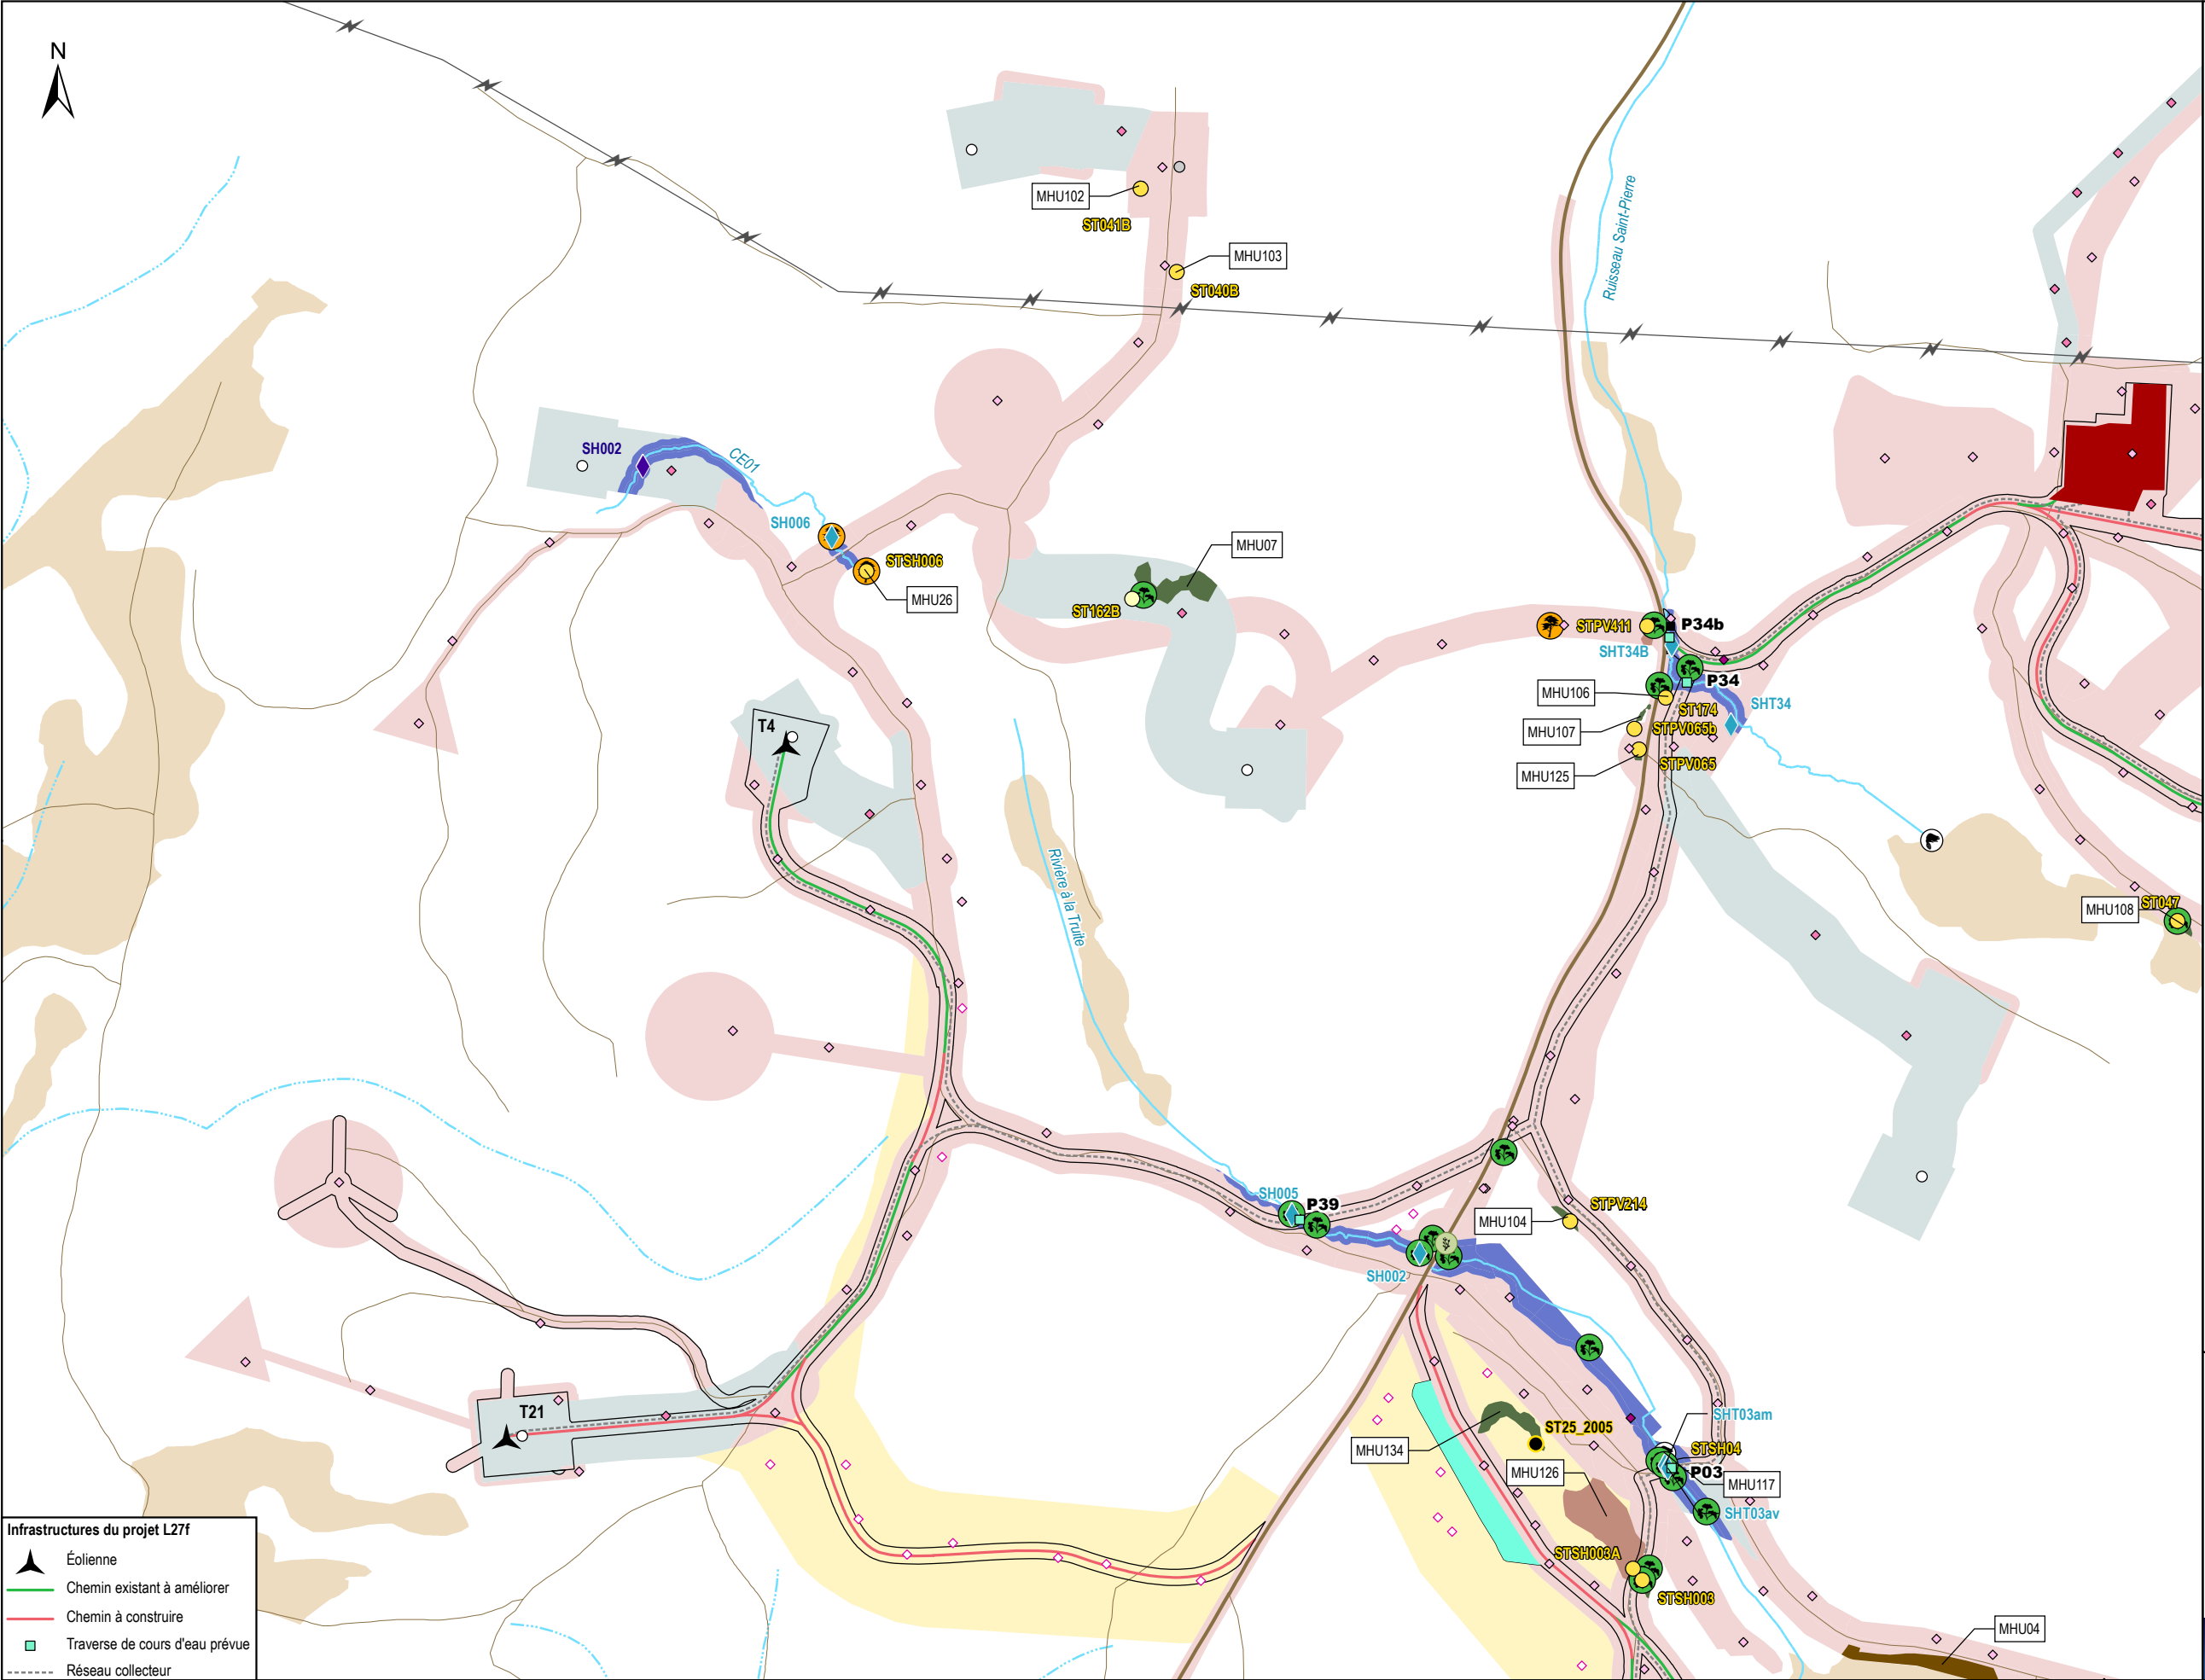 N
MHU102
ST041B
MHU103
ST040B
Ruisseau Saint-Pierre
SH002
CE01
SH006
STSH006
MHU26
MHU07
ST162B
STPV411
P34b
SHT34B
P34
MHU106
ST174
SHT34
MHU107
STPV065b
STPV065
MHU125
T4
Rivière à la Truite
MHU108
ST047
SH005
P39
STPV214
MHU104
SH002
T21
SHT03am
ST25_2005
STSH04
MHU134
MHU126
P03
MHU117
SHT03av
STSH003A
STSH003
MHU04
Infrastructures du projet L27f
Éolienne
Chemin existant à améliorer
Chemin à construire
Traverse de cours d'eau prévue
Réseau collecteur